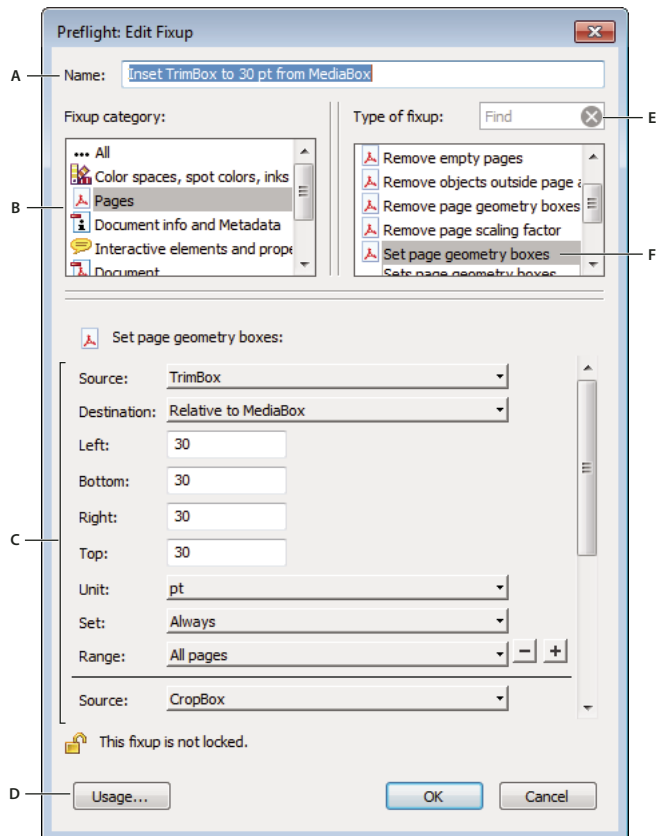 Preflight: Edit Fixup
A
Name: Inset TrimBox to 30 pt from MediaBox
Fixup category:
Type of fixup: Find
E
... All
Color spaces, spot colors, inks
B
Pages
Document info and Metadata
Interactive elements and prope
Document
Remove empty pages
Remove objects outside page a
Remove page geometry boxes
Remove page scaling factor
Set page geometry boxes
F
Sets page geometry boxes
Set page geometry boxes:
Source: TrimBox
Destination: Relative to MediaBox
Left: 30
Bottom: 30
Right: 30
C
Top: 30
Unit: pt
Set: Always
Range: All pages
Source: CropBox
This fixup is not locked.
D
Usage...
OK
Cancel